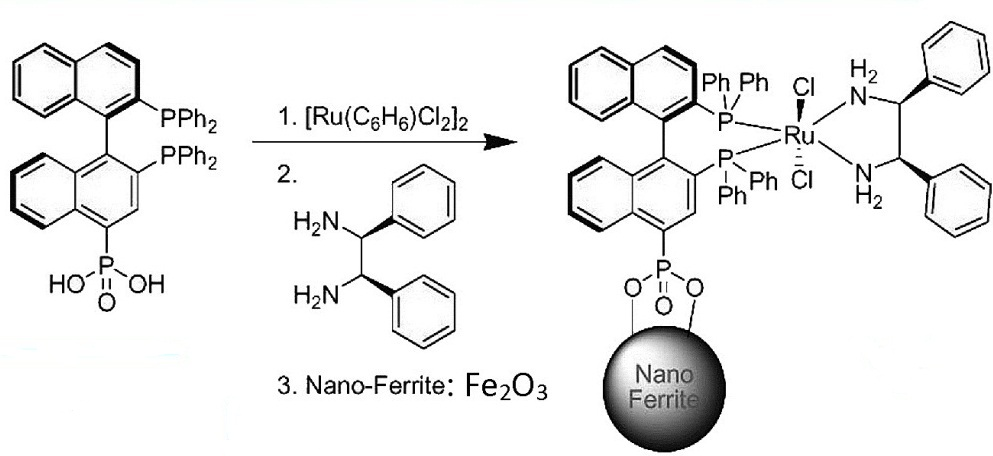 PPh₂
PPh₂
HO P OH
O
1. [Ru(C₆H₆)Cl₂]₂
2.
H₂N
H₂N
3. Nano-Ferrite: Fe₂O₃
Ph Ph
P
Cl
Ru
Cl
H₂
N
P
Ph Ph
N
H₂
O P O
O
Nano
Ferrite